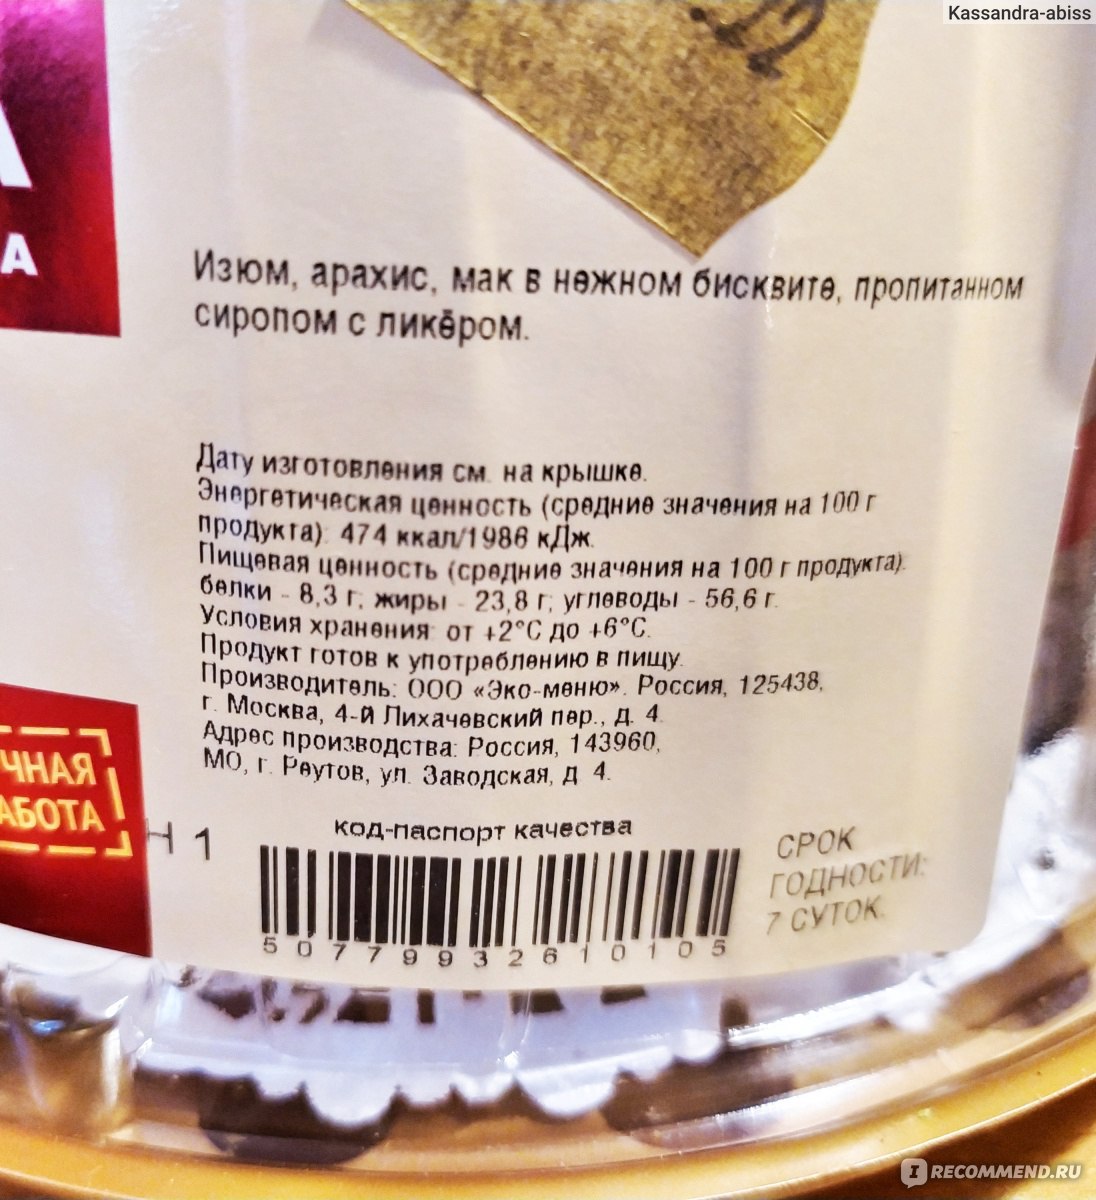 Kassandra-abiss
А
А
Изюм, арахис, мак в нежном бисквите, пропитанном
сиропом с ликёром.
Дату изготовления см. на крышке.
Энергетическая ценность (средние значения на 100 г
продукта): 474 ккал/1986 кДж.
Пищевая ценность (средние значения на 100 г продукта):
белки - 8,3 г; жиры - 23,8 г; углеводы - 56,6 г.
Условия хранения: от +2°С до +6°С.
Продукт готов к употреблению в пищу.
Производитель: ООО «Эко-меню». Россия, 125438,
г. Москва, 4-й Лихачевский пер., д. 4.
Адрес производства: Россия, 143960,
МО, г. Реутов, ул. Заводская, д. 4.
ЧНАЯ
АБОТА
Н 1
код-паспорт качества
50779932610105
СРОК
ГОДНОСТИ:
7 СУТОК.
IRECOMMEND.RU